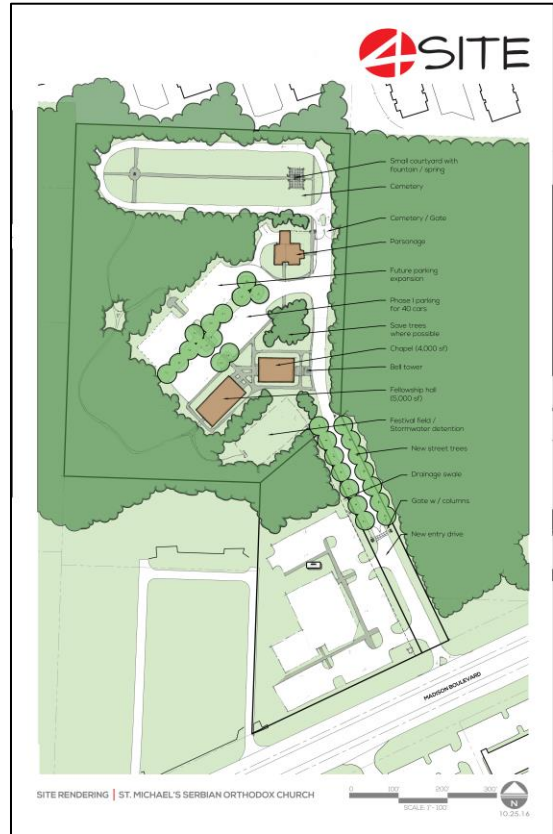 4SITE
Small courtyard with
fountain / spring
Cemetery
Cemetery / Gate
Parsonage
Future parking
expansion
Phase I parking
for 40 cars
Save trees
where possible
Chapel (4,000 sf)
Bell tower
Fellowship hall
(5,000 sf)
Festival field /
Stormwater detention
New street trees
Drainage swale
Gate w / columns
New entry drive
MADISON BOULEVARD
SITE RENDERING | ST. MICHAEL'S SERBIAN ORTHODOX CHURCH
0 100' 200' 300'
SCALE: 1"- 100'
N
10.25.16